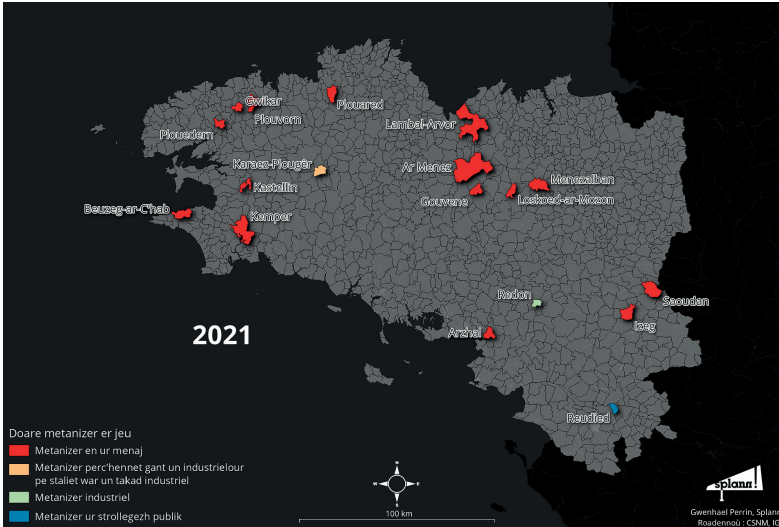 Gwikar
Plouared
Plouvorn
Plouedern
Lambal-Arvor
Karaez-Plougêr
Ar Menez
Kastellin
Menezalban
Gouvene
Loskoed-ar-Mozon
Beuzeg-ar-C'hab
Kemper
Redon
Saoudan
Izeg
Arzhal
2021
Reudied
Doare metanizer er jeu
Metanizer en ur menaj
Metanizer perc'hennet gant un industrielour
pe staliet war un takad industriel
Metanizer industriel
Metanizer ur strollegezh publik
N
W
E
S
100 km
splann!
Gwenhael Perrin, Splann
Roadennoù : CSNM, IG